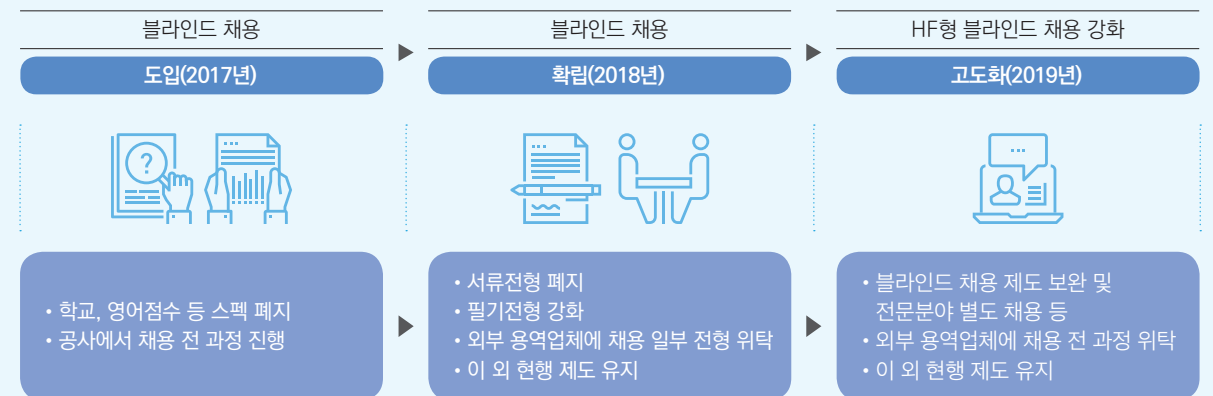 블라인드 채용
도입(2017년)
• 학교, 영어점수 등 스펙 폐지
• 공사에서 채용 전 과정 진행
블라인드 채용
확립(2018년)
• 서류전형 폐지
• 필기전형 강화
• 외부 용역업체에 채용 일부 전형 위탁
• 이 외 현행 제도 유지
HF형 블라인드 채용 강화
고도화(2019년)
• 블라인드 채용 제도 보완 및
전문분야 별도 채용 등
• 외부 용역업체에 채용 전 과정 위탁
• 이 외 현행 제도 유지